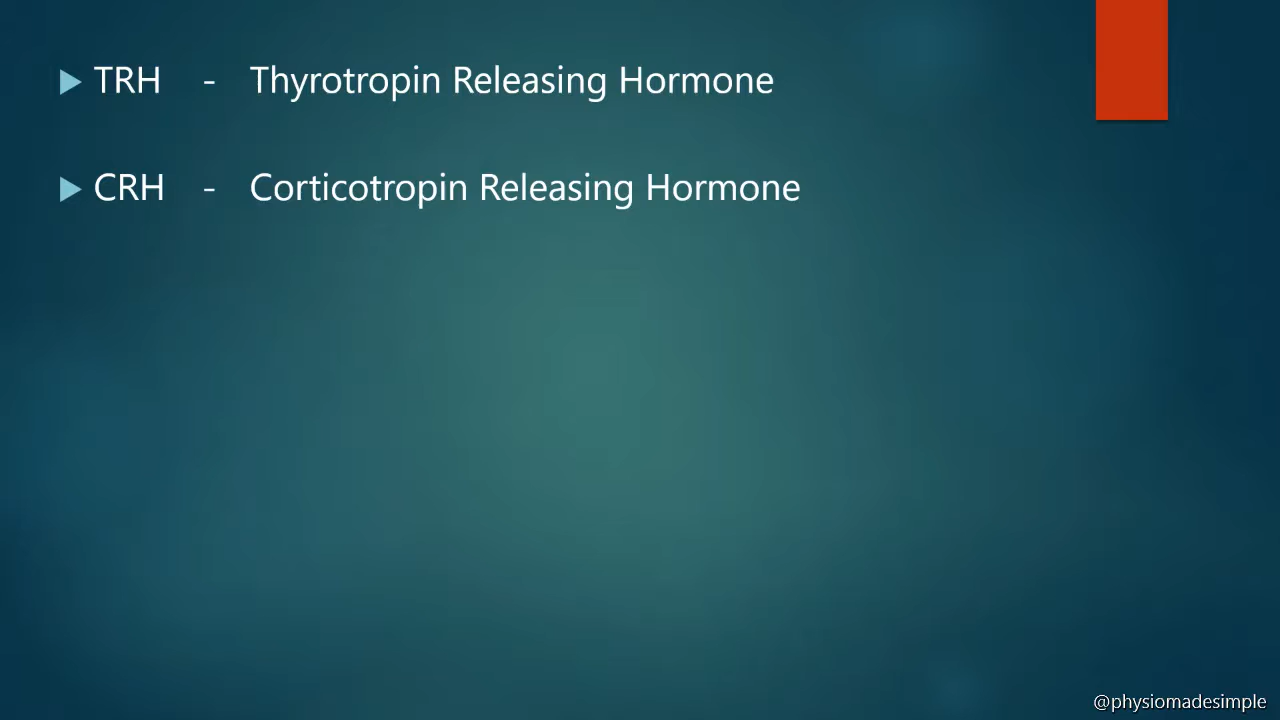 TRH - Thyrotropin Releasing Hormone
CRH - Corticotropin Releasing Hormone
@physiomadesimple